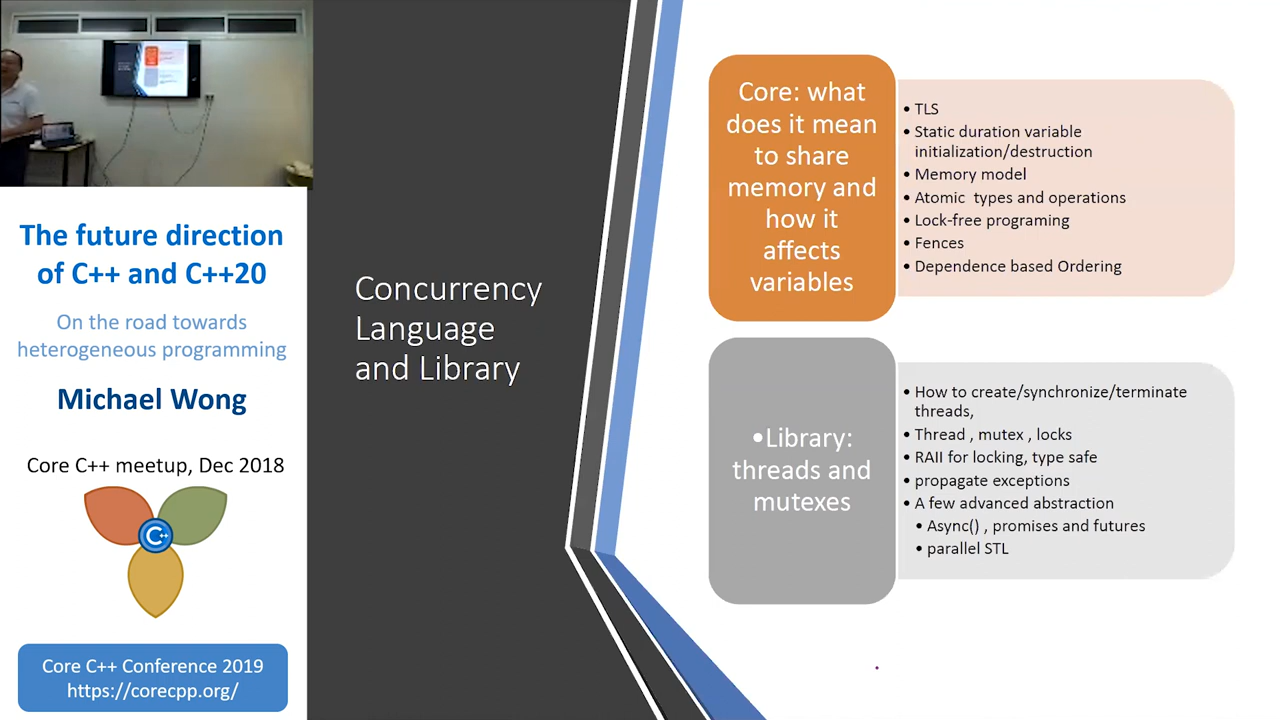 The future direction
of C++ and C++20
On the road towards
heterogeneous programming
Michael Wong
Core C++ meetup, Dec 2018
C++
Core C++ Conference 2019
https://corecpp.org/
Concurrency
Language
and Library
Core: what
does it mean
to share
memory and
how it
affects
variables
• TLS
• Static duration variable
initialization/destruction
• Memory model
• Atomic types and operations
• Lock-free programing
• Fences
• Dependence based Ordering
•Library:
threads and
mutexes
• How to create/synchronize/terminate
threads,
• Thread , mutex , locks
• RAII for locking, type safe
• propagate exceptions
• A few advanced abstraction
• Async() , promises and futures
• parallel STL